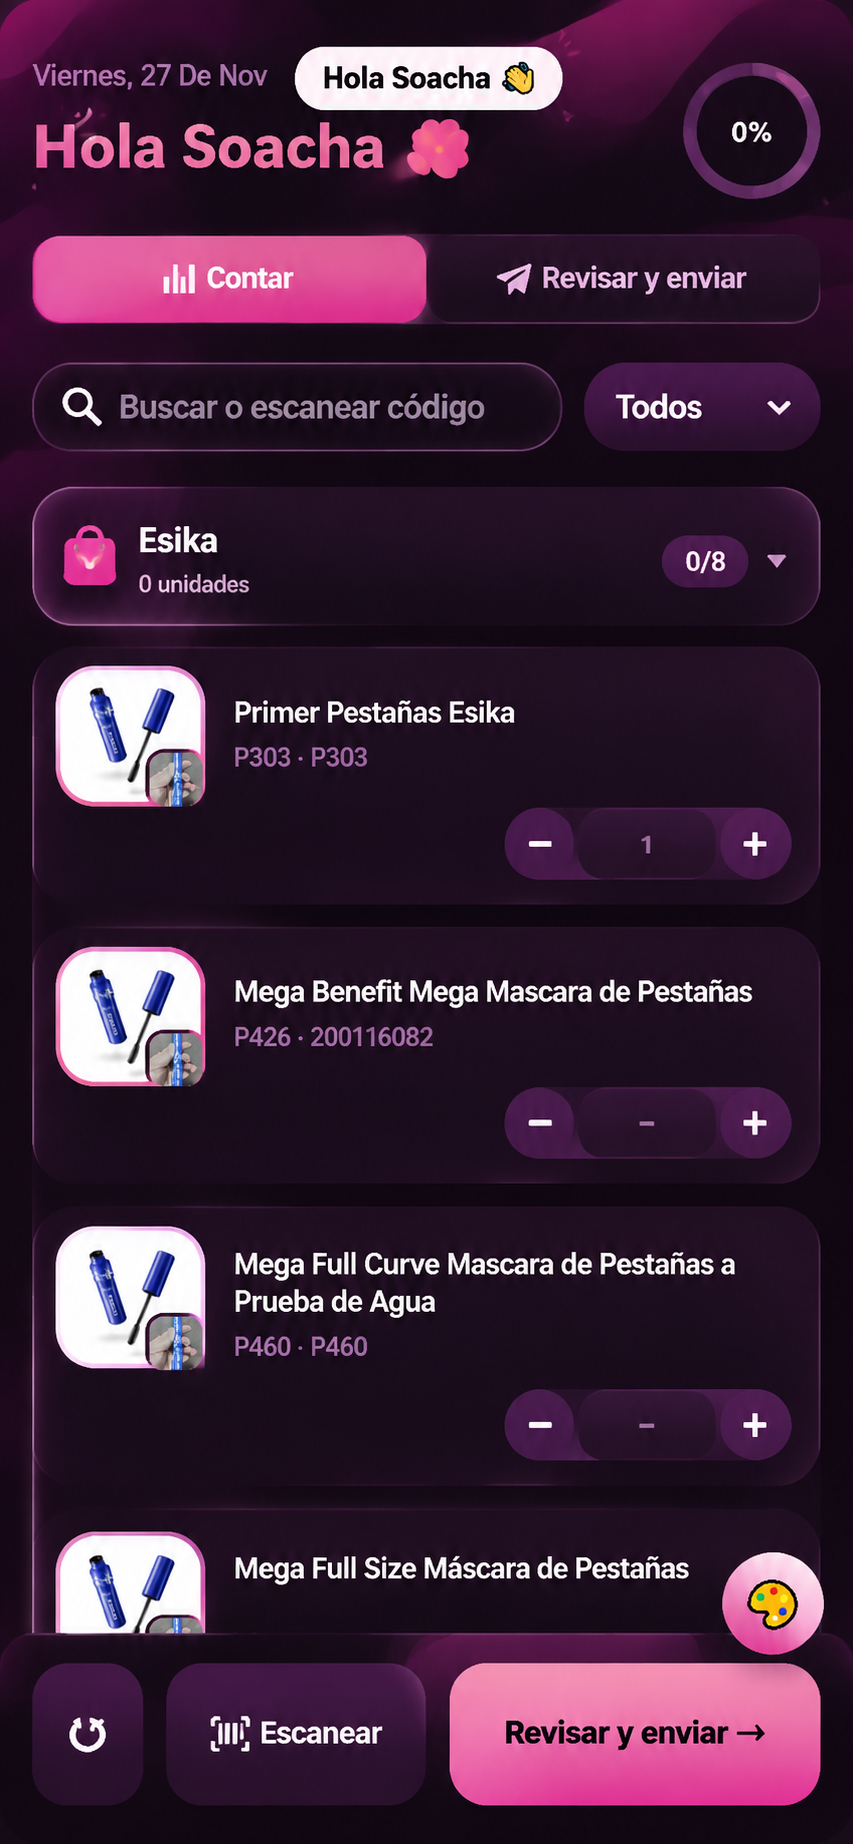 Viernes, 27 De Nov
Hola Soacha 👋
Hola Soacha 🌸
0%
Contar
Revisar y enviar
Buscar o escanear código
Todos
Esika
0 unidades
0/8
Primer Pestañas Esika
P303 · P303
− 1 +
Mega Benefit Mega Mascara de Pestañas
P426 · 200116082
− – +
Mega Full Curve Mascara de Pestañas a
Prueba de Agua
P460 · P460
− – +
Mega Full Size Máscara de Pestañas
Escanear
Revisar y enviar →